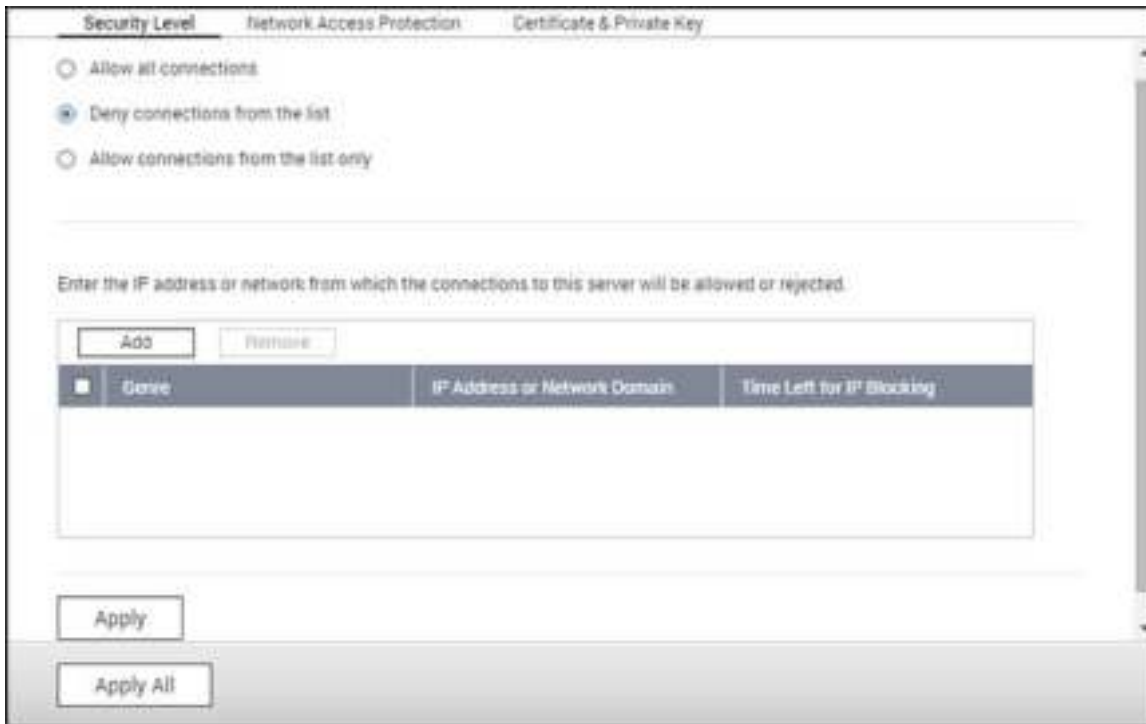 Security Level Network Access Protection Certificate & Private Key
Allow all connections
Deny connections from the list
Allow connections from the list only
Enter the IP address or network from which the connections to this server will be allowed or rejected.
Add Remove
Genre IP Address or Network Domain Time Left for IP Blocking
Apply
Apply All